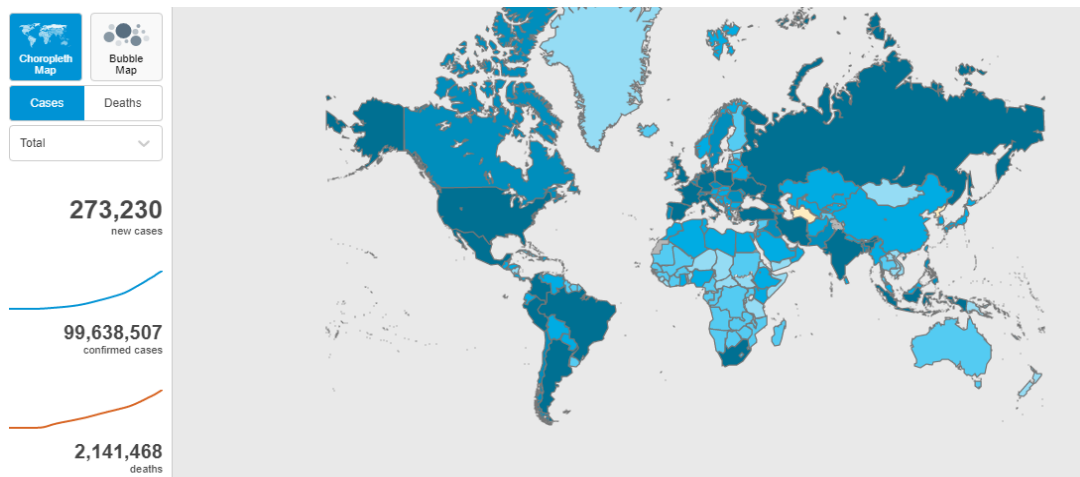 Choropleth
Map
Bubble
Map
Cases
Deaths
Total
273,230
new cases
99,638,507
confirmed cases
2,141,468
deaths